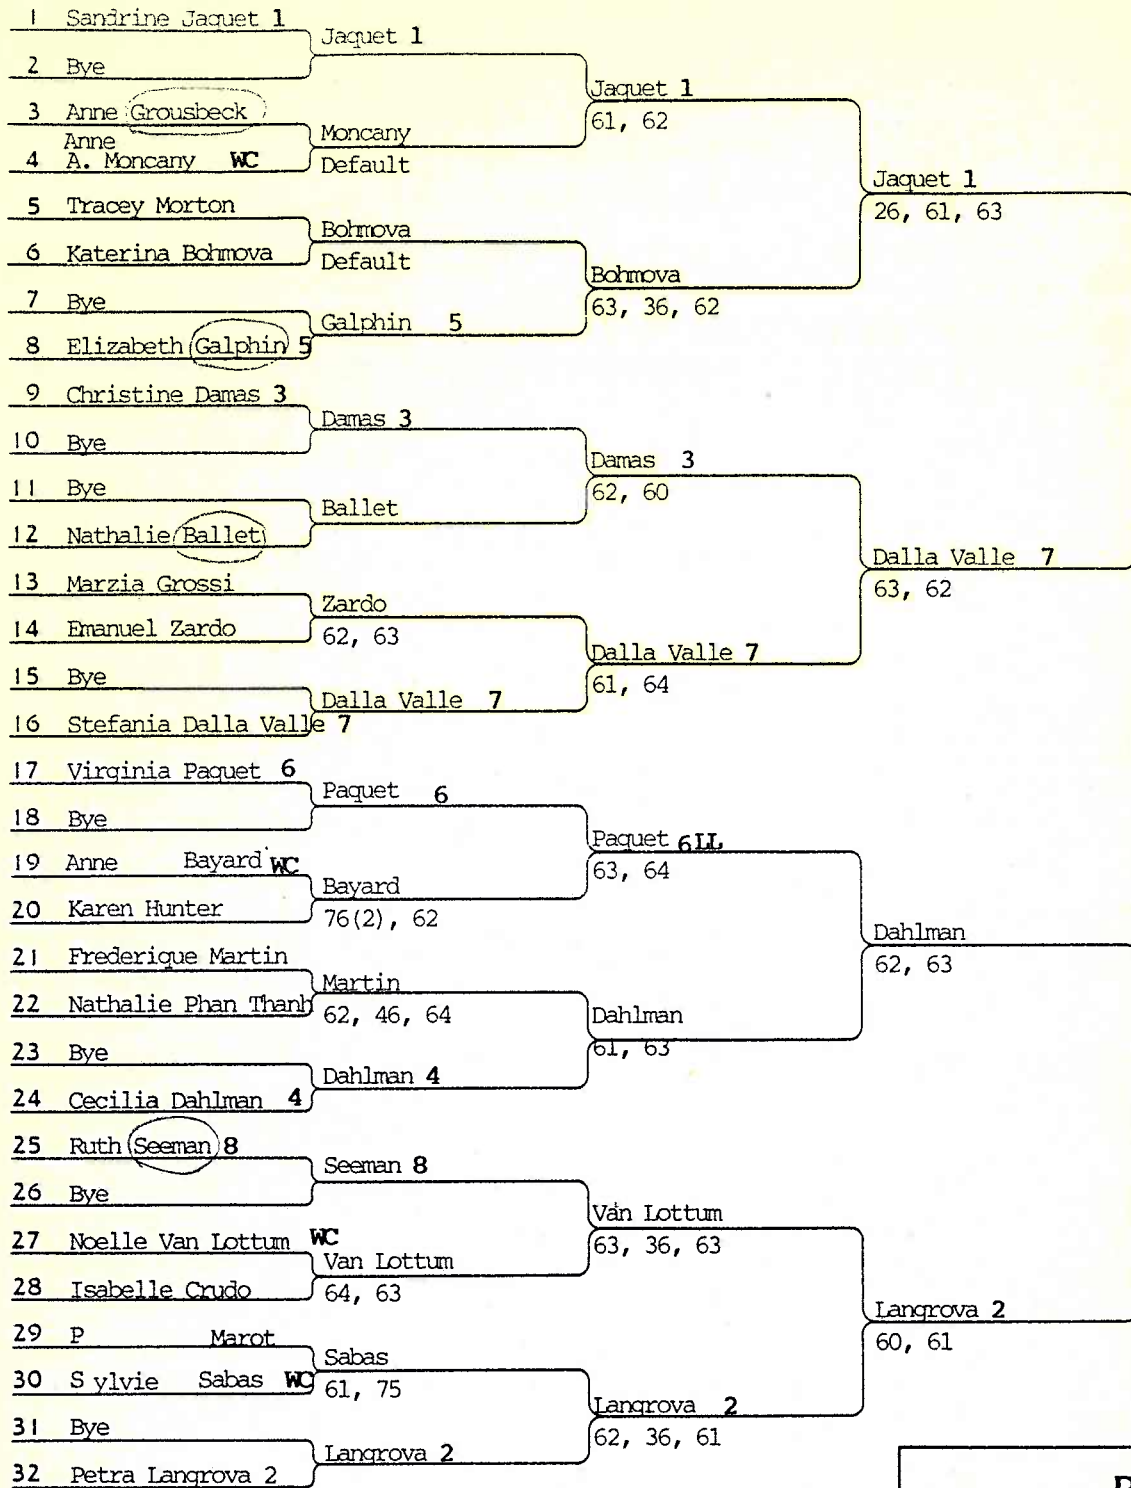 1 Sandrine Jaquet 1
2 Bye
3 Anne Grousbeck
Anne
4 A. Moncany WC
5 Tracey Morton
6 Katerina Bohmova
7 Bye
8 Elizabeth Galphin 5
9 Christine Damas 3
10 Bye
11 Bye
12 Nathalie Ballet
13 Marzia Grossi
14 Emanuel Zardo
15 Bye
16 Stefania Dalla Valle 7
17 Virginia Paquet 6
18 Bye
19 Anne Bayard WC
20 Karen Hunter
21 Frederique Martin
22 Nathalie Phan Thanh
23 Bye
24 Cecilia Dahlman 4
25 Ruth Seeman 8
26 Bye
27 Noelle Van Lottum WC
28 Isabelle Crudo
29 P Marot
30 S ylvie Sabas WC
31 Bye
32 Petra Langrova 2
Jaquet 1
Moncany
Default
Bohmova
Default
Galphin 5
Damas 3
Ballet
Zardo
62, 63
Dalla Valle 7
Paquet 6
Bayard
76(2), 62
Martin
62, 46, 64
Dahlman 4
Seeman 8
Van Lottum
64, 63
Sabas
61, 75
Langrova 2
Jaquet 1
61, 62
Bohmova
63, 36, 62
Damas 3
62, 60
Dalla Valle 7
61, 64
Paquet 6LL
63, 64
Dahlman
61, 63
Van Lottum
63, 36, 63
Langrova 2
62, 36, 61
Jaquet 1
26, 61, 63
Dalla Valle 7
63, 62
Dahlman
62, 63
Langrova 2
60, 61